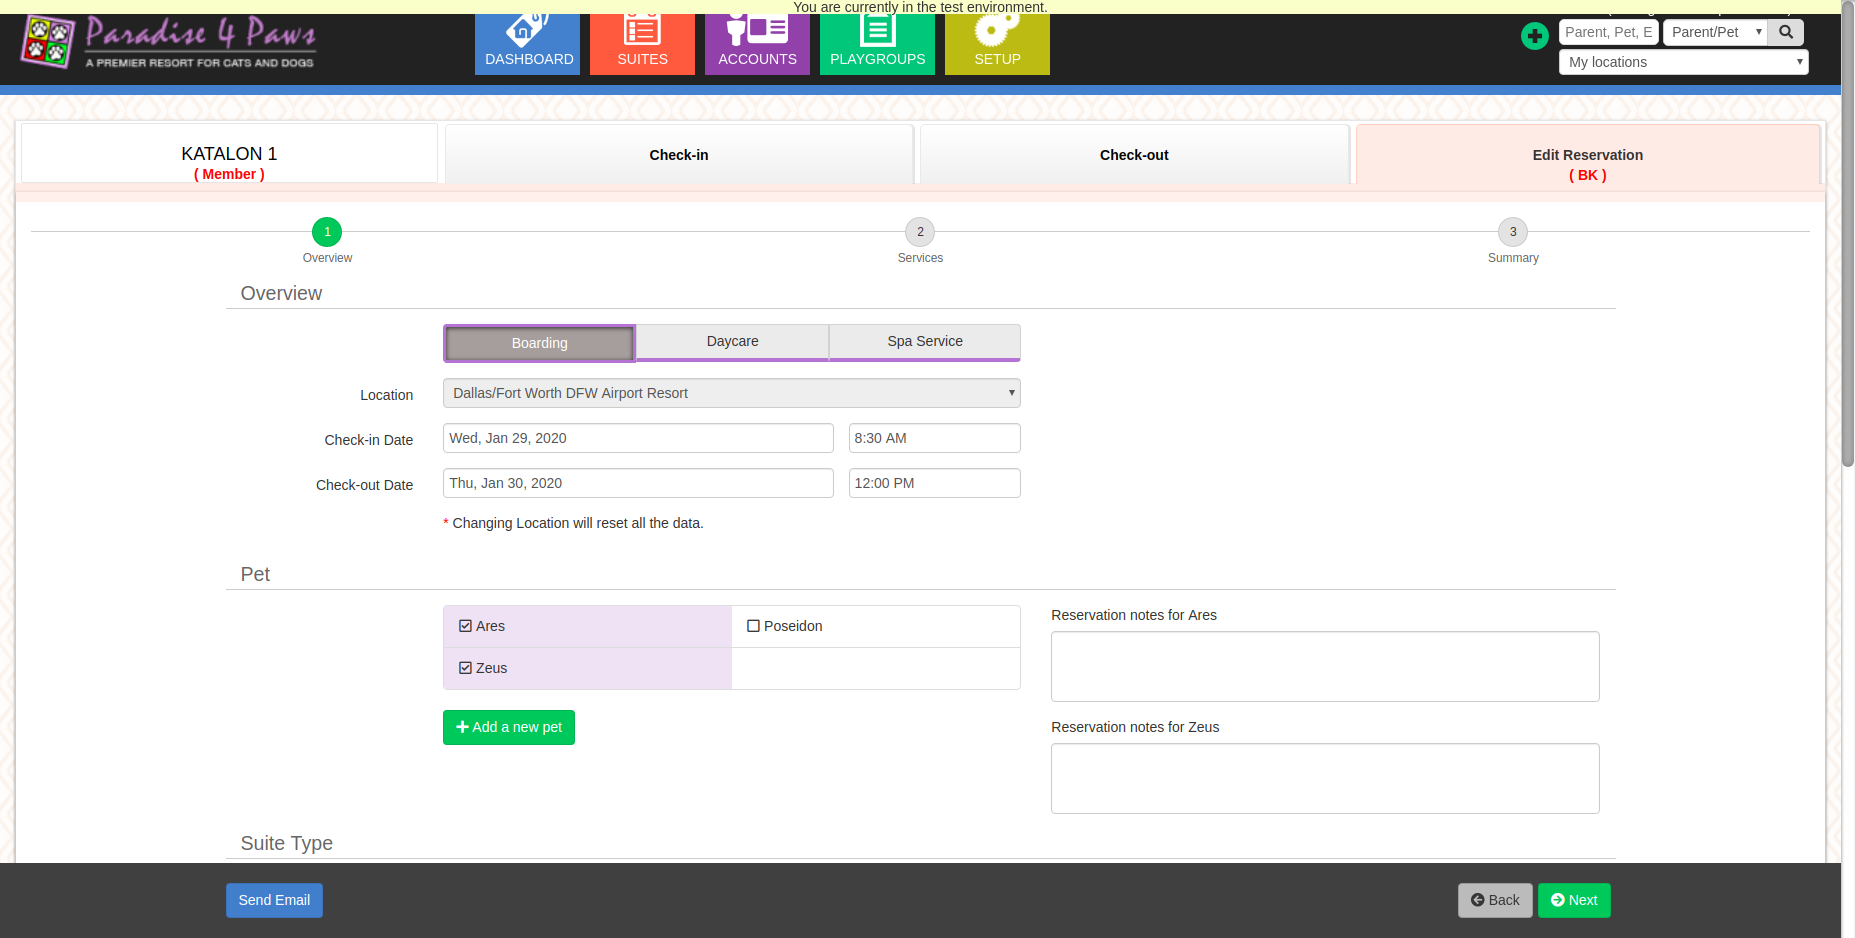 You are currently in the test environment.
Paradise 4 Paws
A PREMIER RESORT FOR CATS AND DOGS
DASHBOARD
SUITES
ACCOUNTS
PLAYGROUPS
SETUP
Parent, Pet, E
Parent/Pet
My locations
KATALON 1
( Member )
Check-in
Check-out
Edit Reservation
( BK )
1
Overview
2
Services
3
Summary
Overview
Boarding
Daycare
Spa Service
Location
Dallas/Fort Worth DFW Airport Resort
Check-in Date
Wed, Jan 29, 2020
8:30 AM
Check-out Date
Thu, Jan 30, 2020
12:00 PM
* Changing Location will reset all the data.
Pet
Ares
Poseidon
Zeus
Add a new pet
Reservation notes for Ares
Reservation notes for Zeus
Suite Type
Send Email
Back
Next